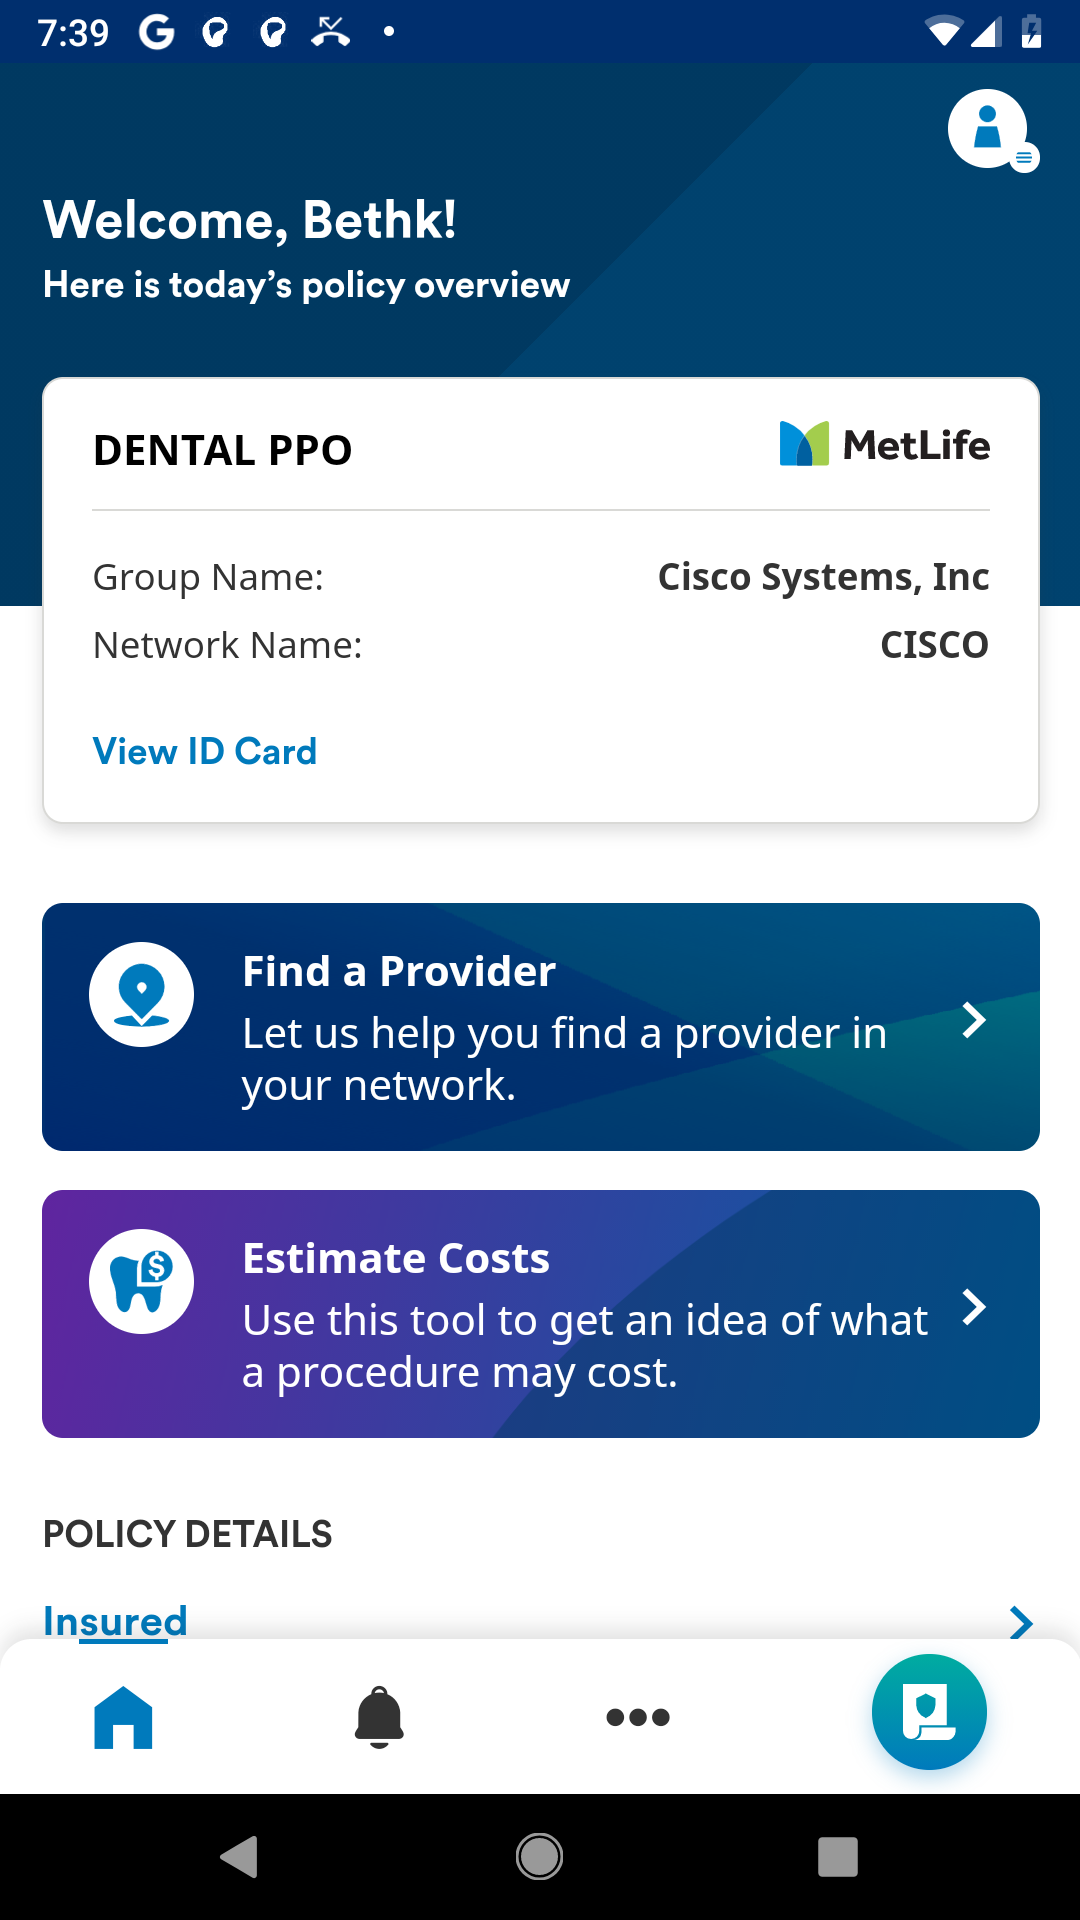 7:39
Welcome, Bethk!
Here is today's policy overview
DENTAL PPO
MetLife
Group Name:
Cisco Systems, Inc
Network Name:
CISCO
View ID Card
Find a Provider
Let us help you find a provider in
your network.
Estimate Costs
Use this tool to get an idea of what
a procedure may cost.
POLICY DETAILS
Insured